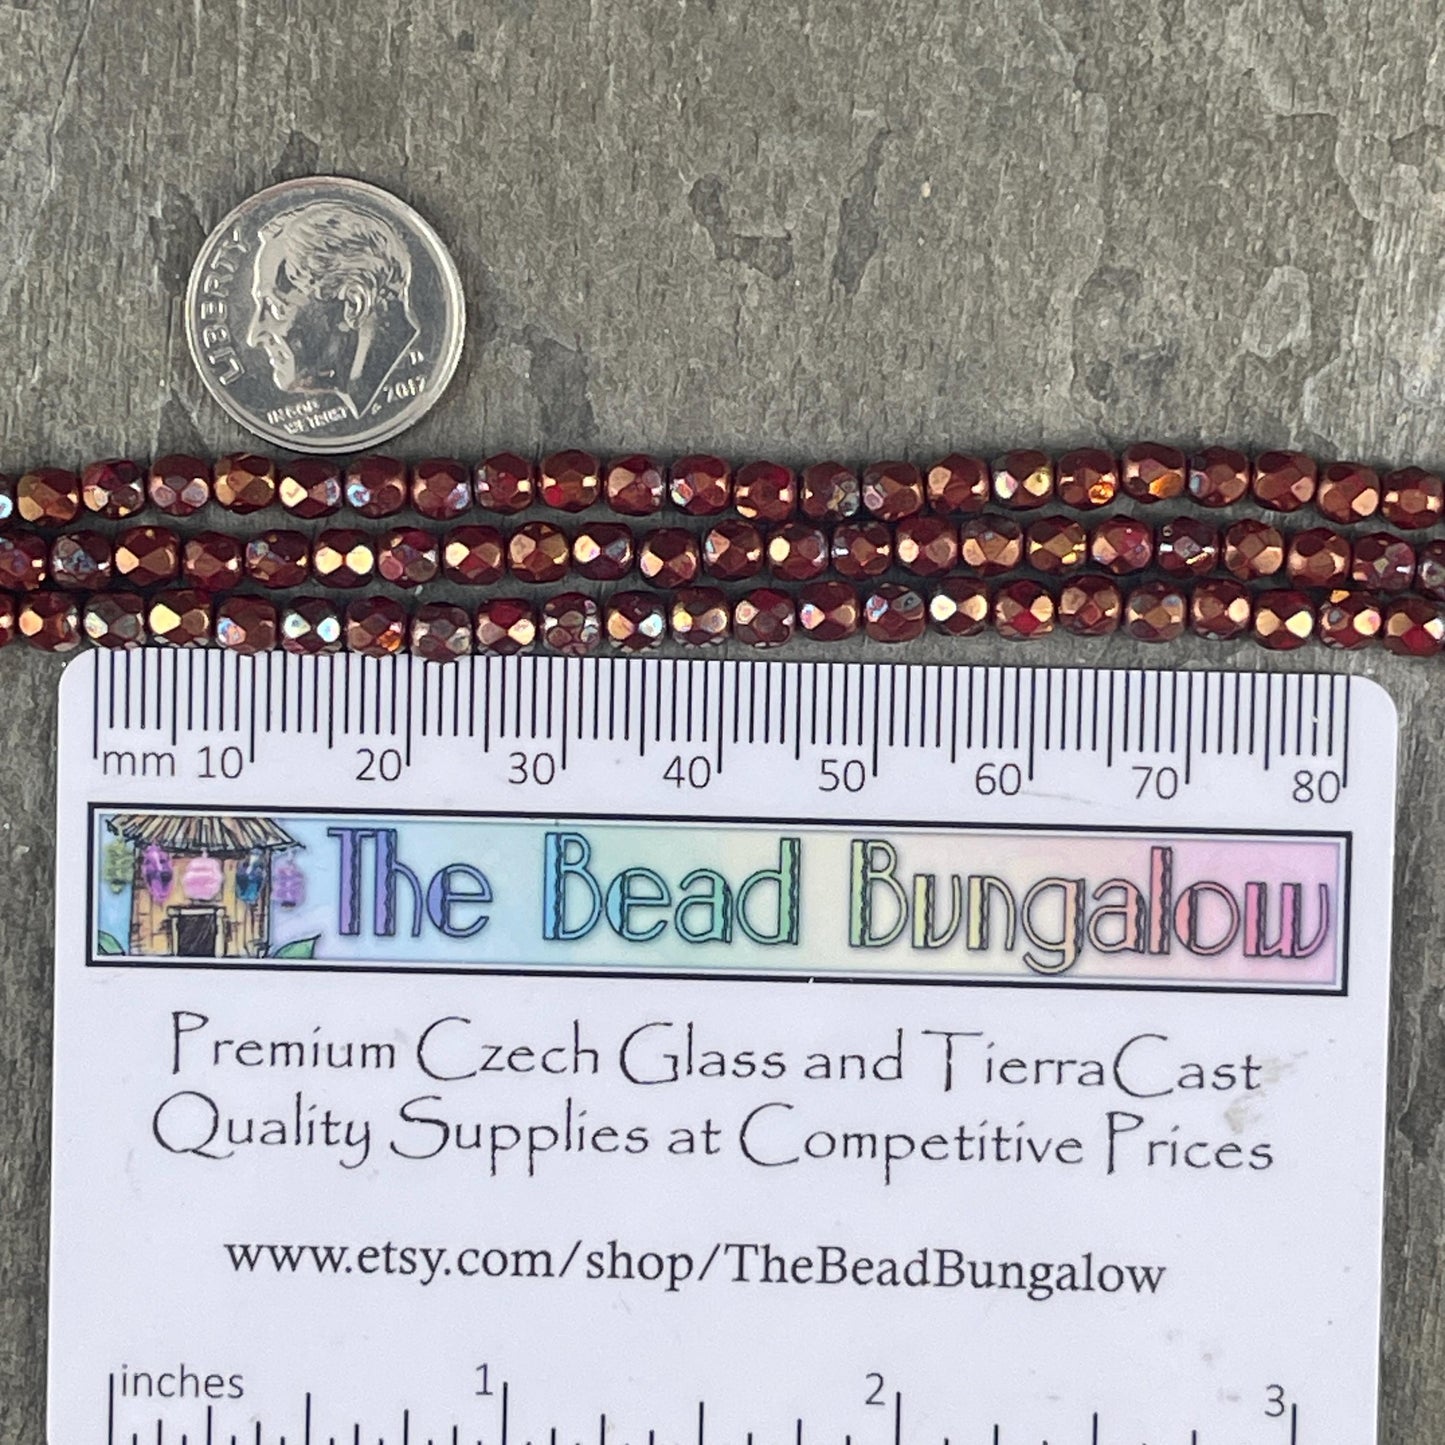 LIBERTY
IN GOD
WE TRUST
2017
D
mm 10 20 30 40 50 60 70 80
The Bead Bungalow
Premium Czech Glass and TierraCast
Quality Supplies at Competitive Prices
www.etsy.com/shop/TheBeadBungalow
inches 1 2 3